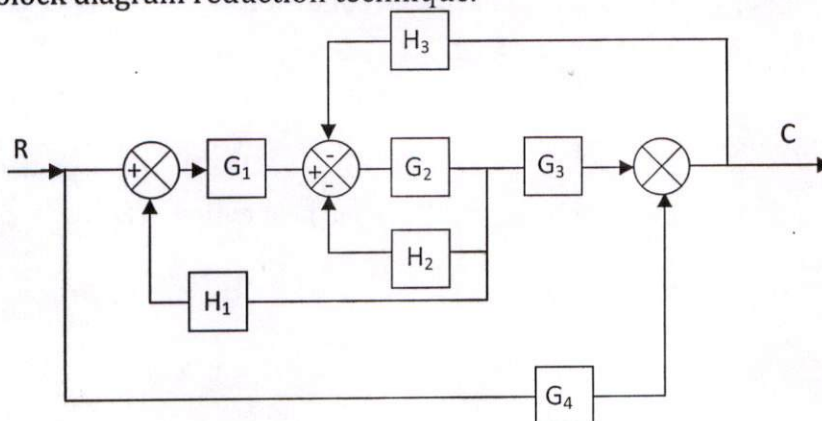 block diagram reduction technique.
H3
R
C
+
G1
-
+
-
G2
G3
H2
H1
G4